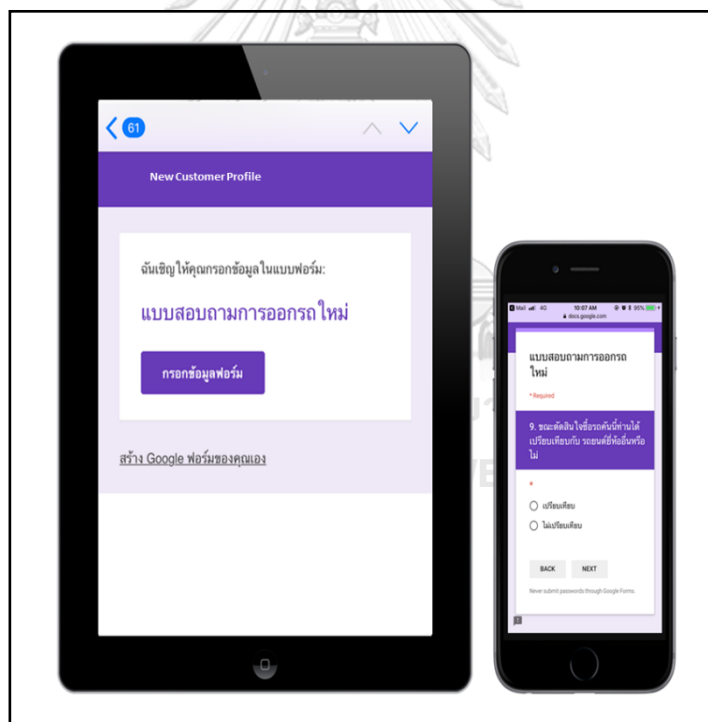 61
New Customer Profile
ฉันเชิญให้คุณกรอกข้อมูลในแบบฟอร์ม:
แบบสอบถามการออกรถใหม่
กรอกข้อมูลฟอร์ม
สร้าง Google ฟอร์มของคุณเอง
Mail 4G 10:07 AM 95%
docs.google.com
แบบสอบถามการออกรถ
ใหม่
* Required
9. ขณะตัดสินใจซื้อรถคันนี้ท่านได้
เปรียบเทียบกับ รถยนต์ยี่ห้ออื่นหรือ
ไม่
*
เปรียบเทียบ
ไม่เปรียบเทียบ
BACK NEXT
Never submit passwords through Google Forms.